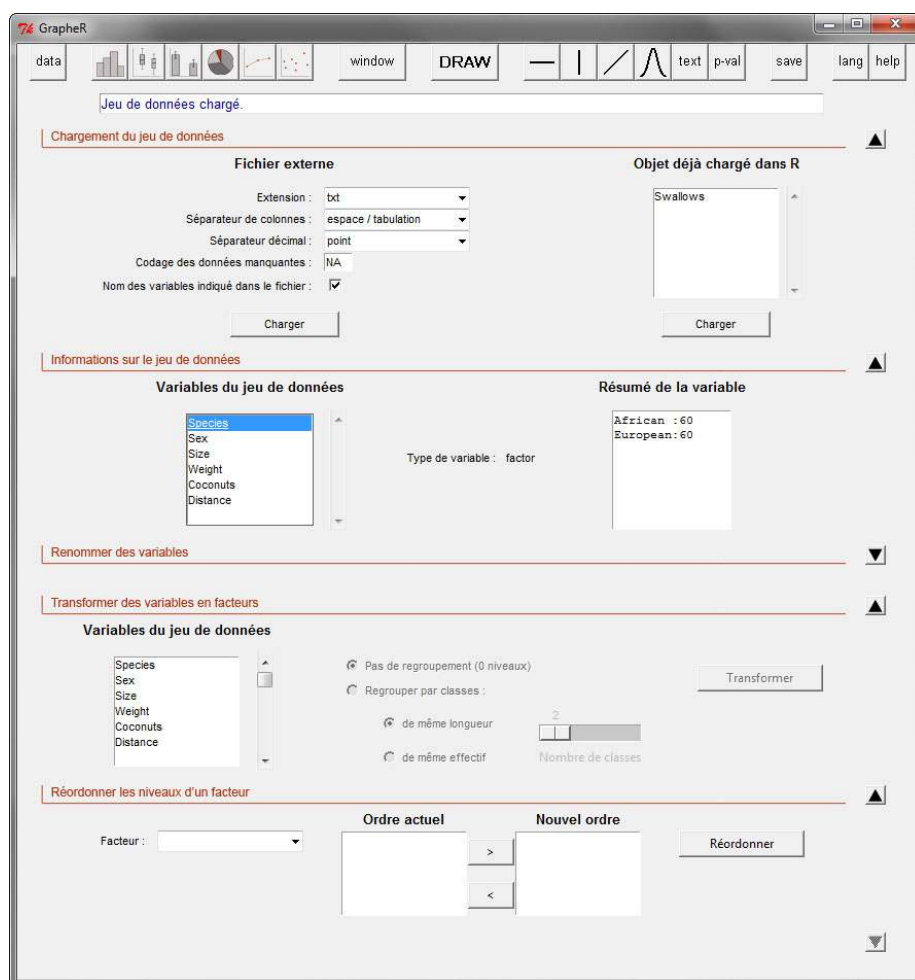 GrapheR
data window DRAW text p-val save lang help
Jeu de données chargé.
Chargement du jeu de données
Fichier externe Objet déjà chargé dans R
Extension : txt Swallows
Séparateur de colonnes : espace / tabulation
Séparateur décimal : point
Codage des données manquantes : NA
Nom des variables indiqué dans le fichier :
Charger Charger
Informations sur le jeu de données
Variables du jeu de données Résumé de la variable
Species
Sex
Size
Weight
Coconuts
Distance
Type de variable : factor
African :60
European:60
Renommer des variables
Transformer des variables en facteurs
Variables du jeu de données
Species
Sex
Size
Weight
Coconuts
Distance
Pas de regroupement (0 niveaux)
Regrouper par classes :
de même longueur 2
de même effectif Nombre de classes
Transformer
Réordonner les niveaux d'un facteur
Ordre actuel Nouvel ordre
Facteur : > Réordonner
<